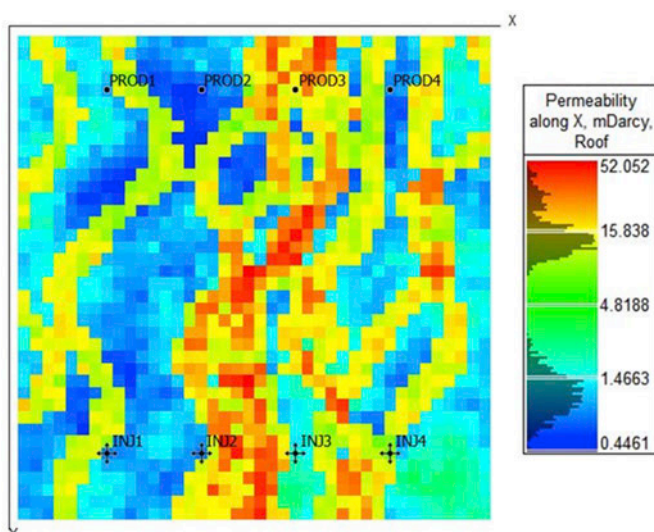 X
PROD1 PROD2 PROD3 PROD4
Permeability
along X, mDarcy,
Roof
52.052
15.838
4.8188
1.4663
0.4461
INJ1 INJ2 INJ3 INJ4